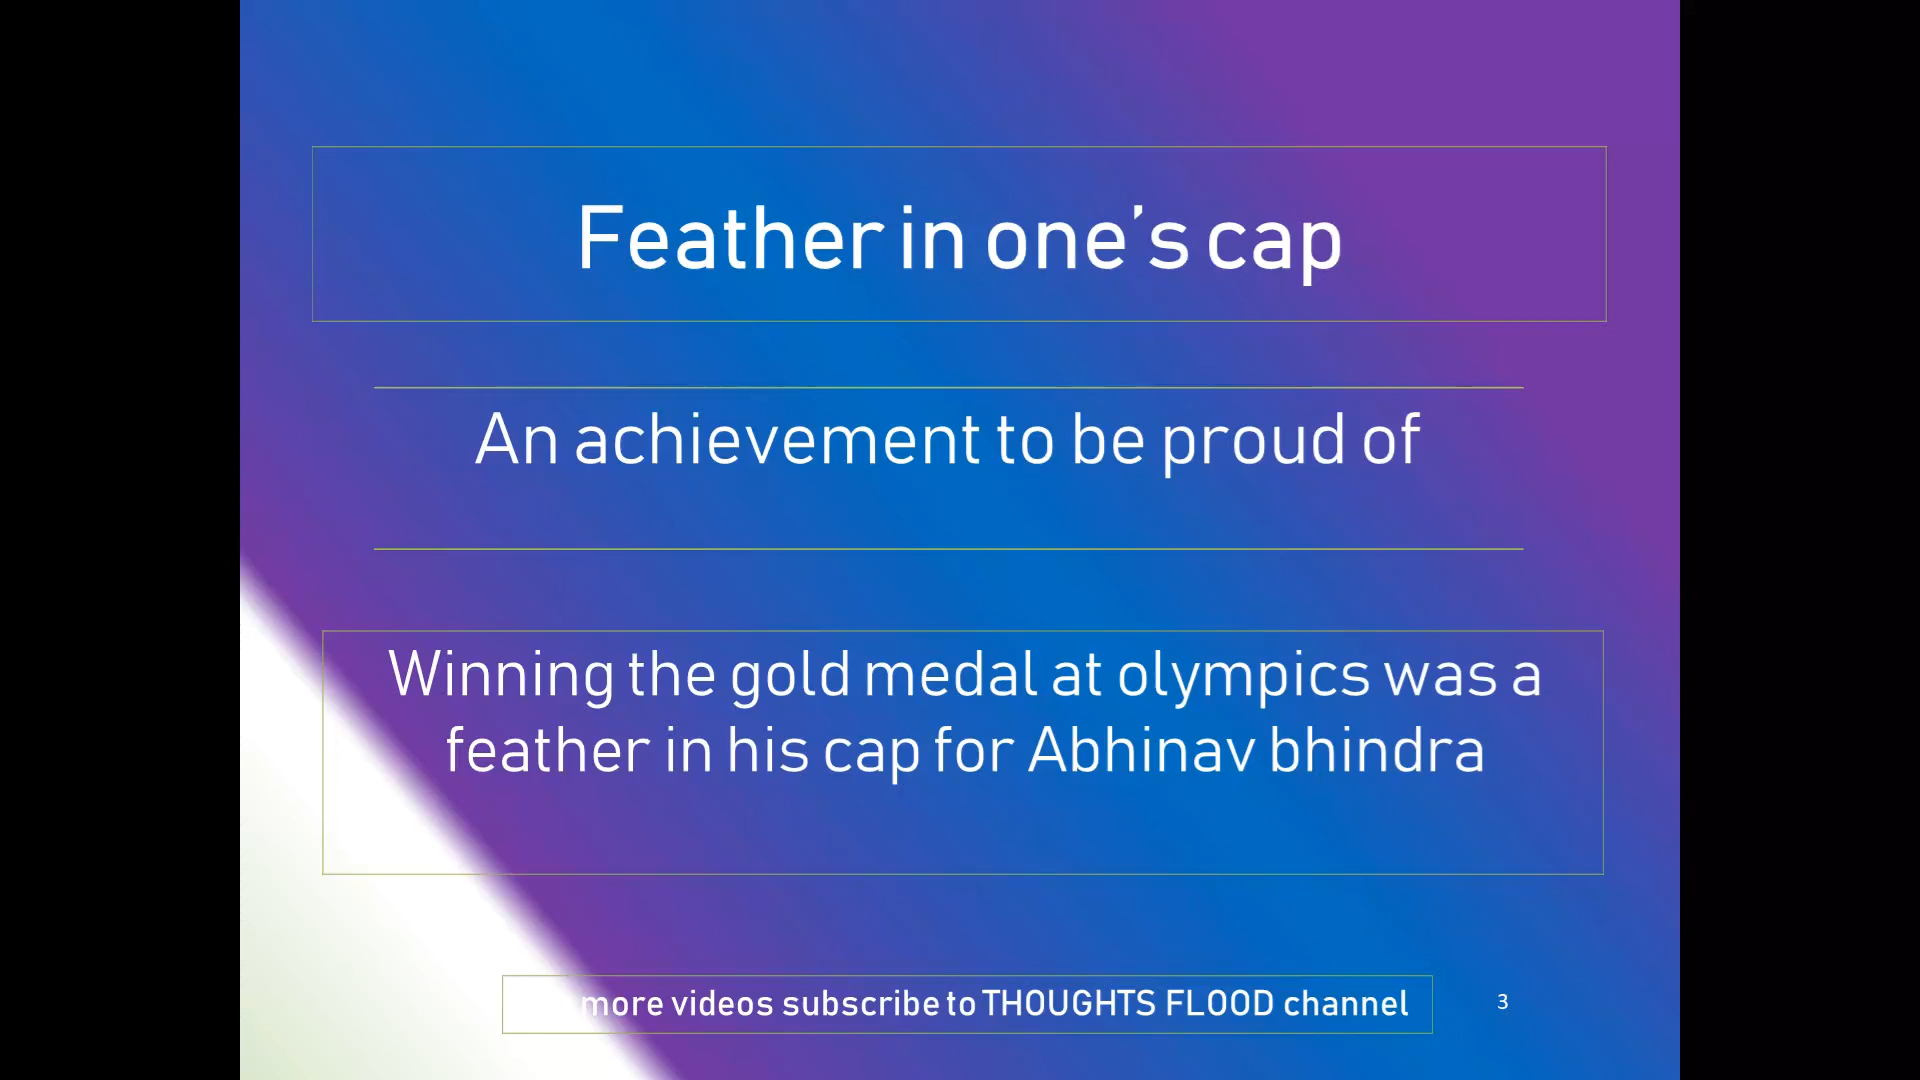 Feather in one’s cap
An achievement to be proud of
Winning the gold medal at olympics was a
feather in his cap for Abhinav bhindra
more videos subscribe to THOUGHTS FLOOD channel
3